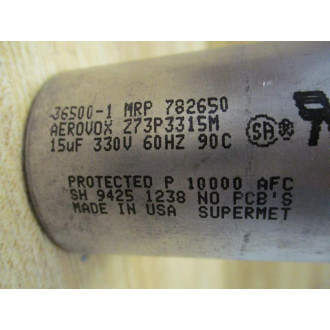 36500-1 MRP 782650
AEROVOX Z73P3315M
15uF 330V 60HZ 90C
SA
PROTECTED P 10000 AFC
SH 9425 1238 NO PCB'S
MADE IN USA SUPERMET